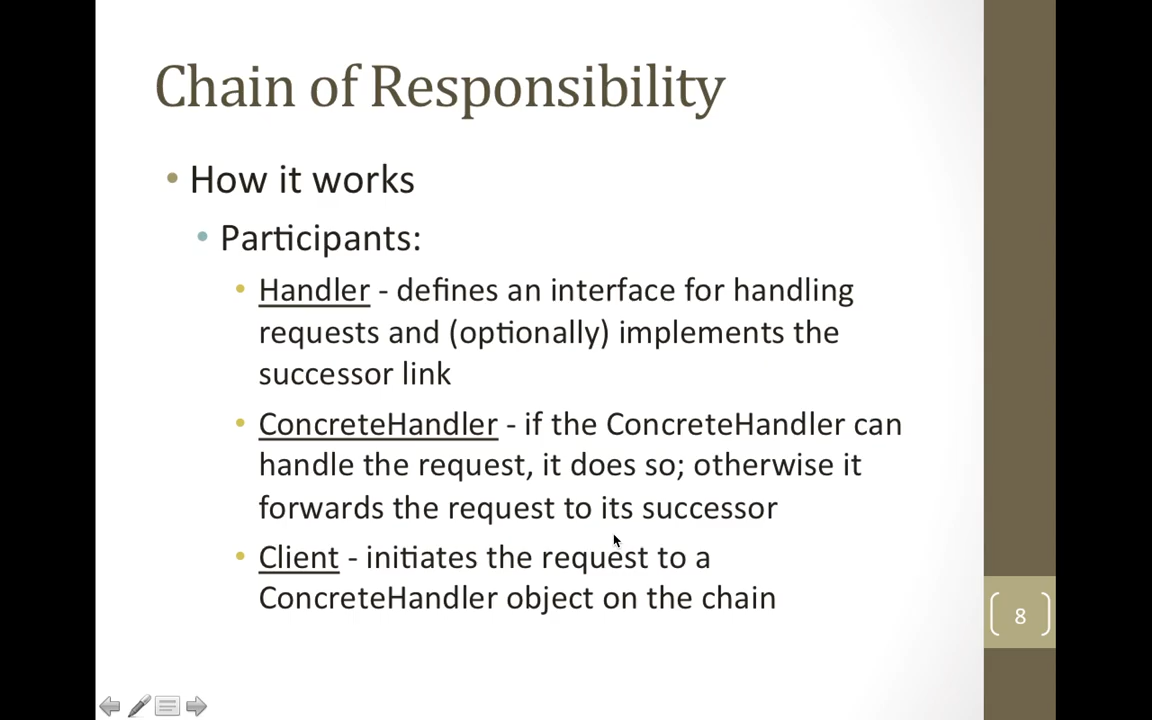 Chain of Responsibility
• How it works
• Participants:
• Handler - defines an interface for handling
requests and (optionally) implements the
successor link
• ConcreteHandler - if the ConcreteHandler can
handle the request, it does so; otherwise it
forwards the request to its successor
• Client - initiates the request to a
ConcreteHandler object on the chain
8